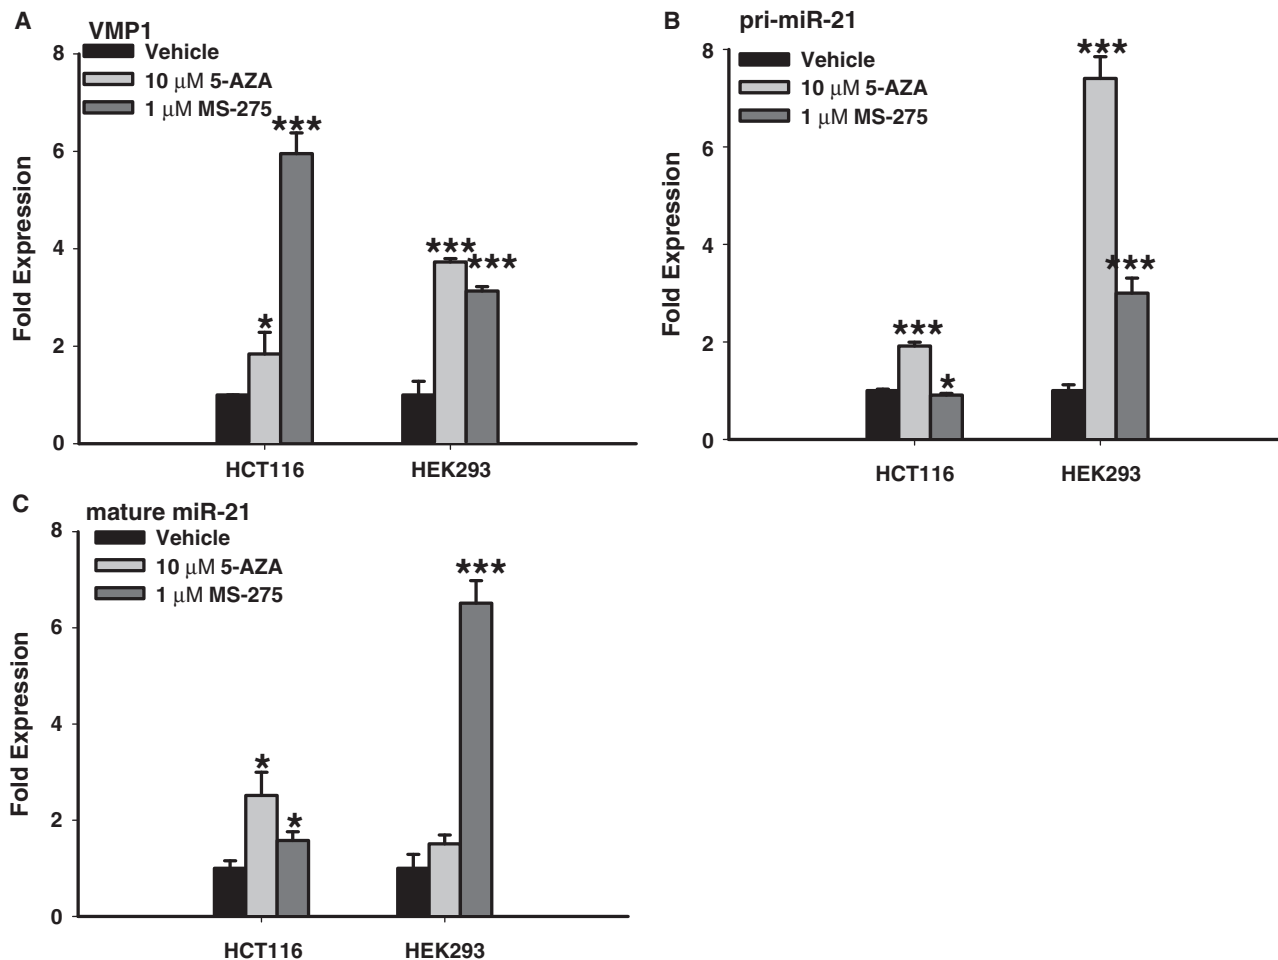 A
VMP1
Vehicle
10 μM 5-AZA
1 μM MS-275
Fold Expression
8
6
4
2
0
***
*
***
***
HCT116
HEK293
B
pri-miR-21
Vehicle
10 μM 5-AZA
1 μM MS-275
Fold Expression
8
6
4
2
0
***
*
***
***
HCT116
HEK293
C
mature miR-21
Vehicle
10 μM 5-AZA
1 μM MS-275
Fold Expression
8
6
4
2
0
*
*
***
HCT116
HEK293